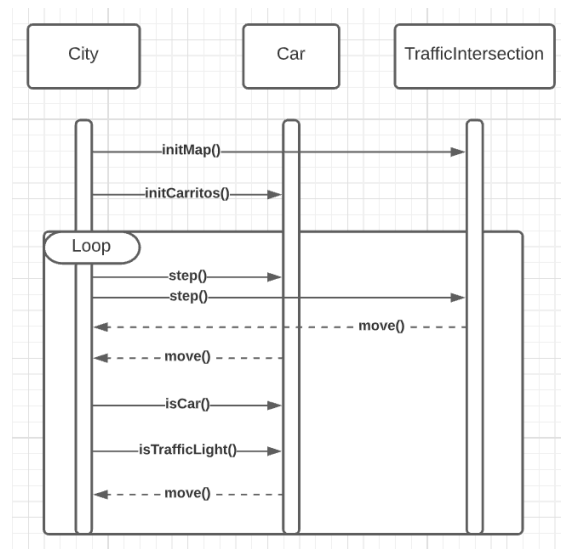 City
Car
TrafficIntersection
initMap()
initCarritos()
Loop
step()
step()
move()
move()
isCar()
isTrafficLight()
move()